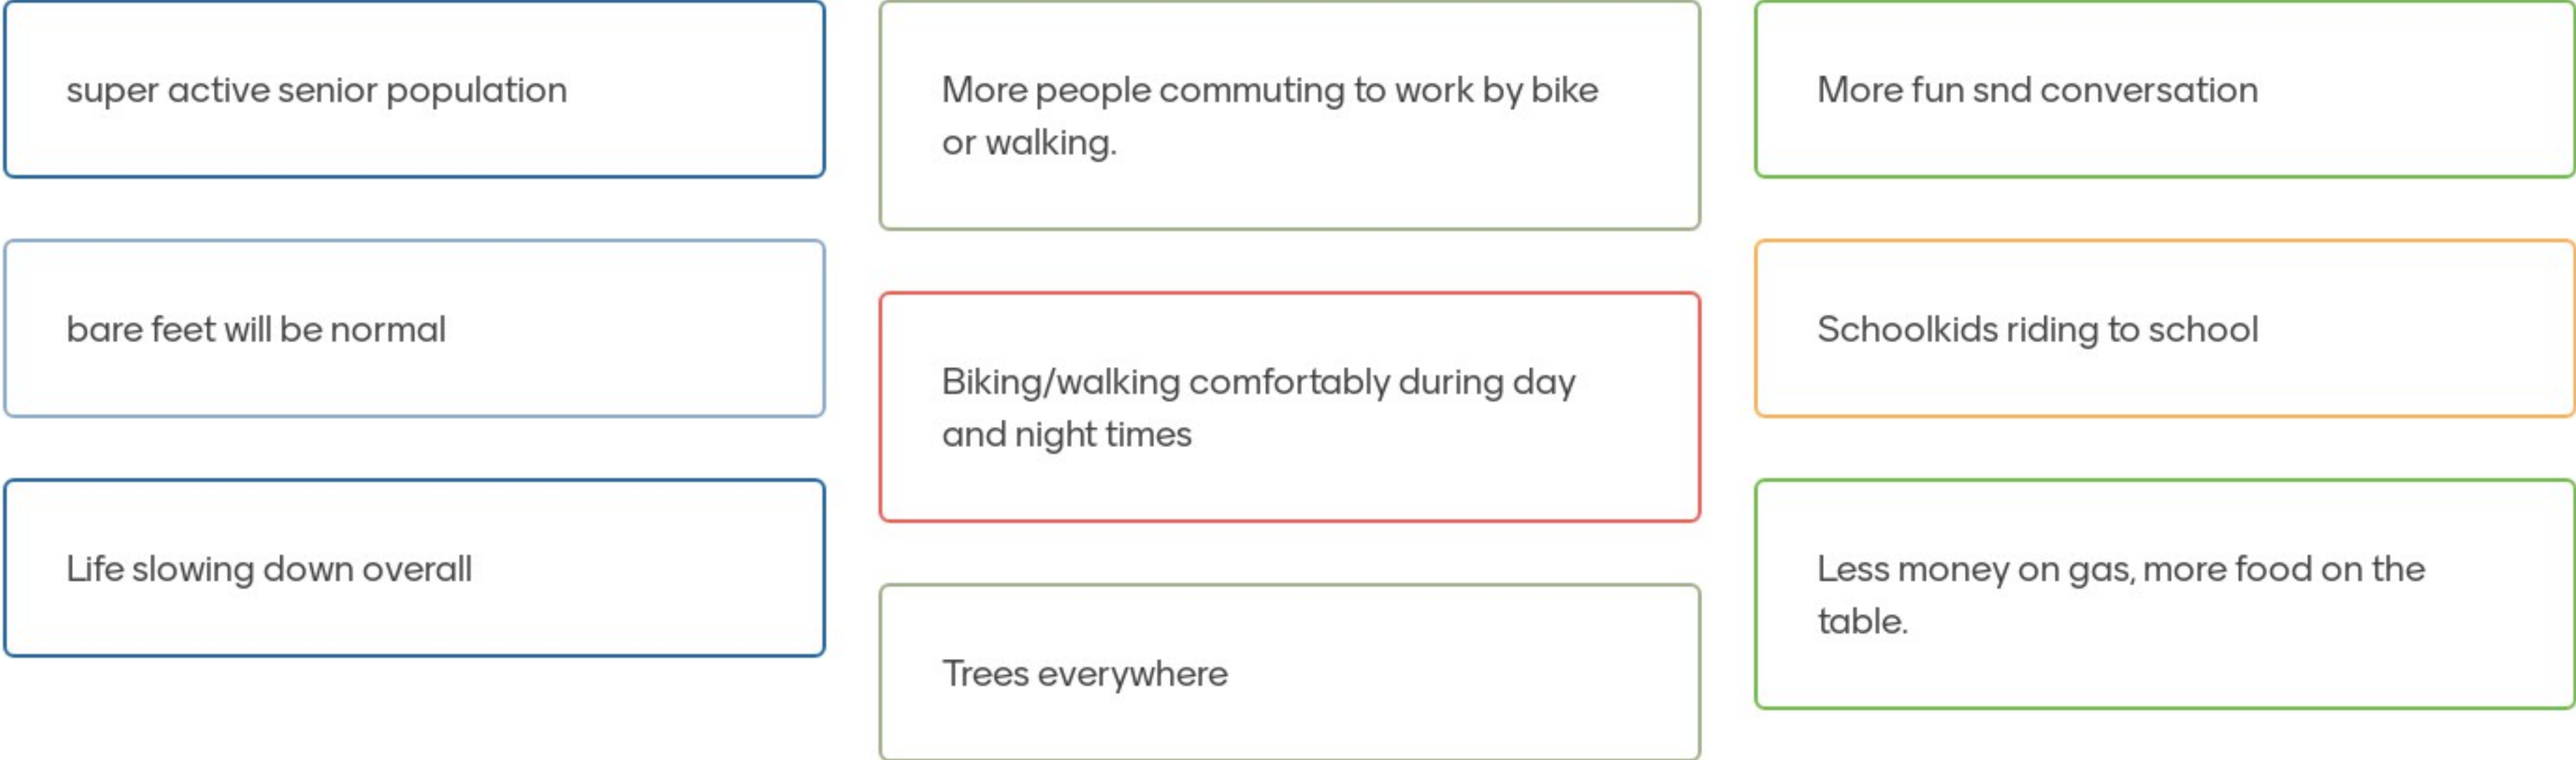 super active senior population
bare feet will be normal
Life slowing down overall
More people commuting to work by bike
or walking.
Biking/walking comfortably during day
and night times
Trees everywhere
More fun snd conversation
Schoolkids riding to school
Less money on gas, more food on the
table.